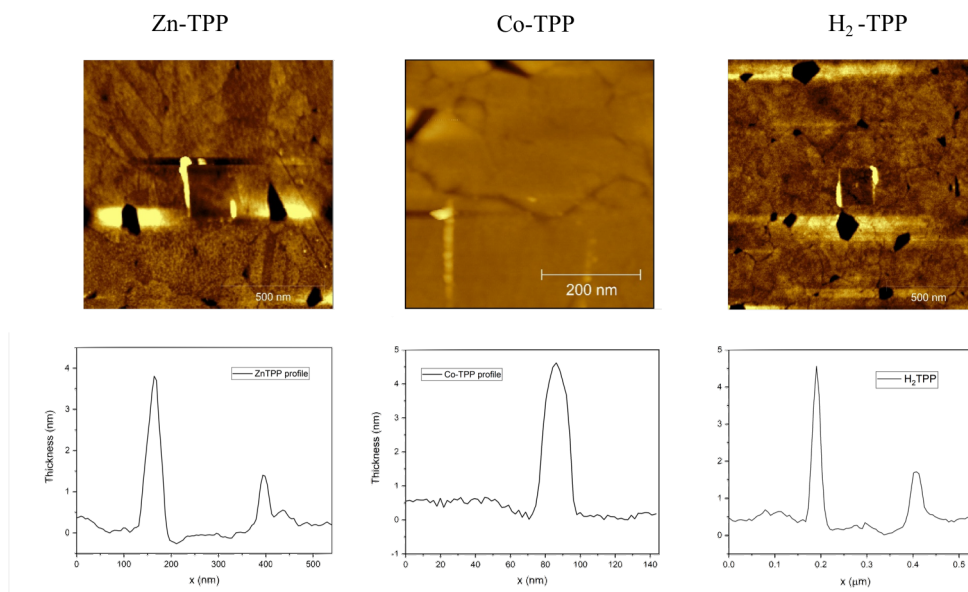 Zn-TPP
Co-TPP
H₂-TPP
500 nm
200 nm
500 nm
ZnTPP profile
Thickness (nm)
4
3
2
1
0
0 100 200 300 400 500
x (nm)
Co-TPP profile
Thickness (nm)
5
4
3
2
1
0
-1
0 20 40 60 80 100 120 140
x (nm)
H₂TPP
Thickness (nm)
5
4
3
2
1
0
0.0 0.1 0.2 0.3 0.4 0.5
x (μm)